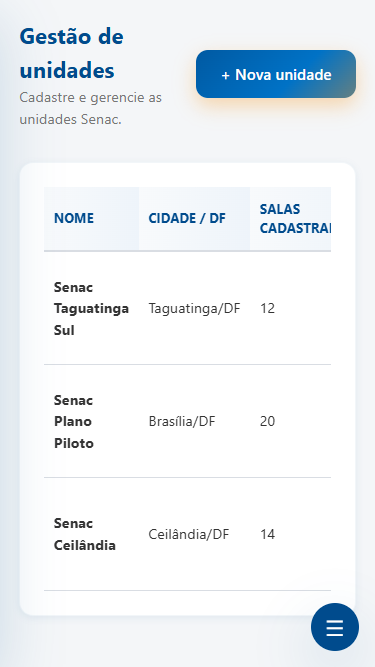 Gestão de
unidades
Cadastre e gerencie as
unidades Senac.
+ Nova unidade
NOME
CIDADE / DF
SALAS
Senac
Taguatinga
Sul
Taguatinga/DF
12
Senac
Plano
Piloto
Brasília/DF
20
Senac
Ceilândia
Ceilândia/DF
14